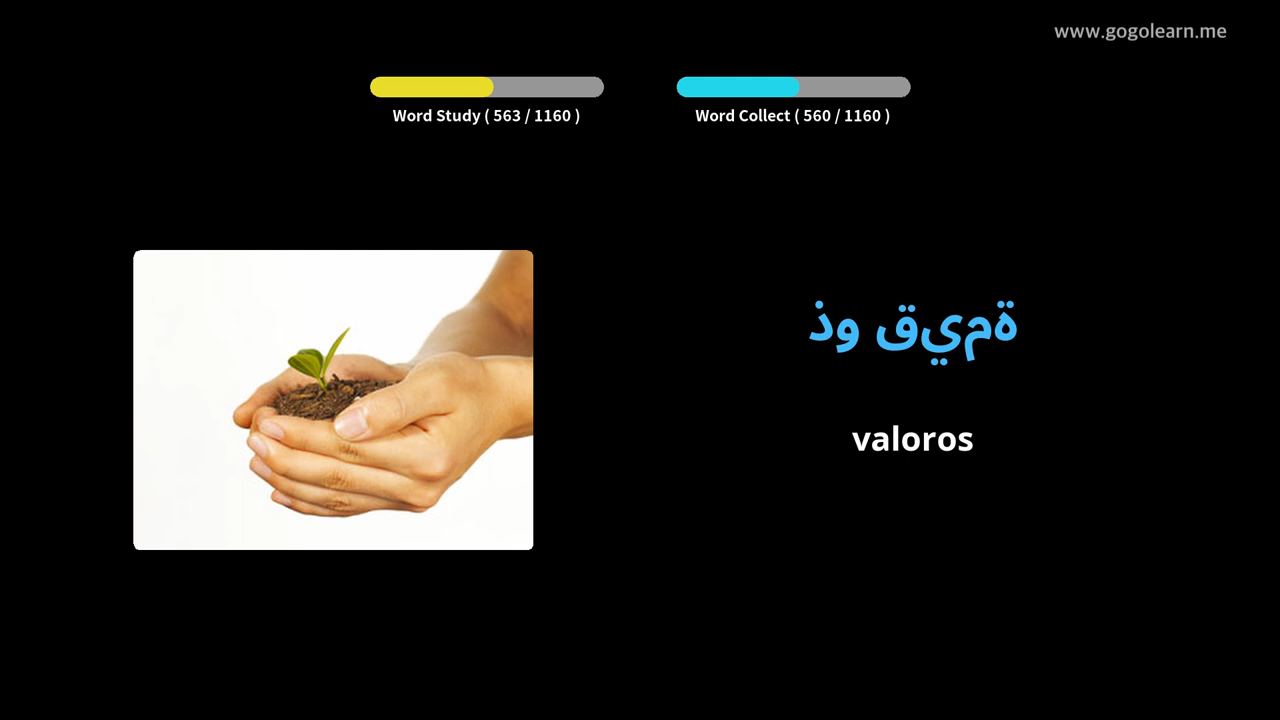 www.gogolearn.me
Word Study ( 563 / 1160 )
Word Collect ( 560 / 1160 )
ذو قيمة
valoros